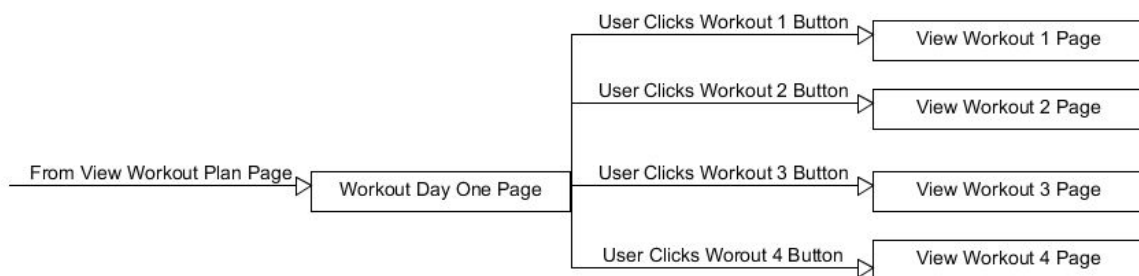 User Clicks Workout 1 Button
View Workout 1 Page
User Clicks Workout 2 Button
View Workout 2 Page
From View Workout Plan Page
Workout Day One Page
User Clicks Workout 3 Button
View Workout 3 Page
User Clicks Worout 4 Button
View Workout 4 Page